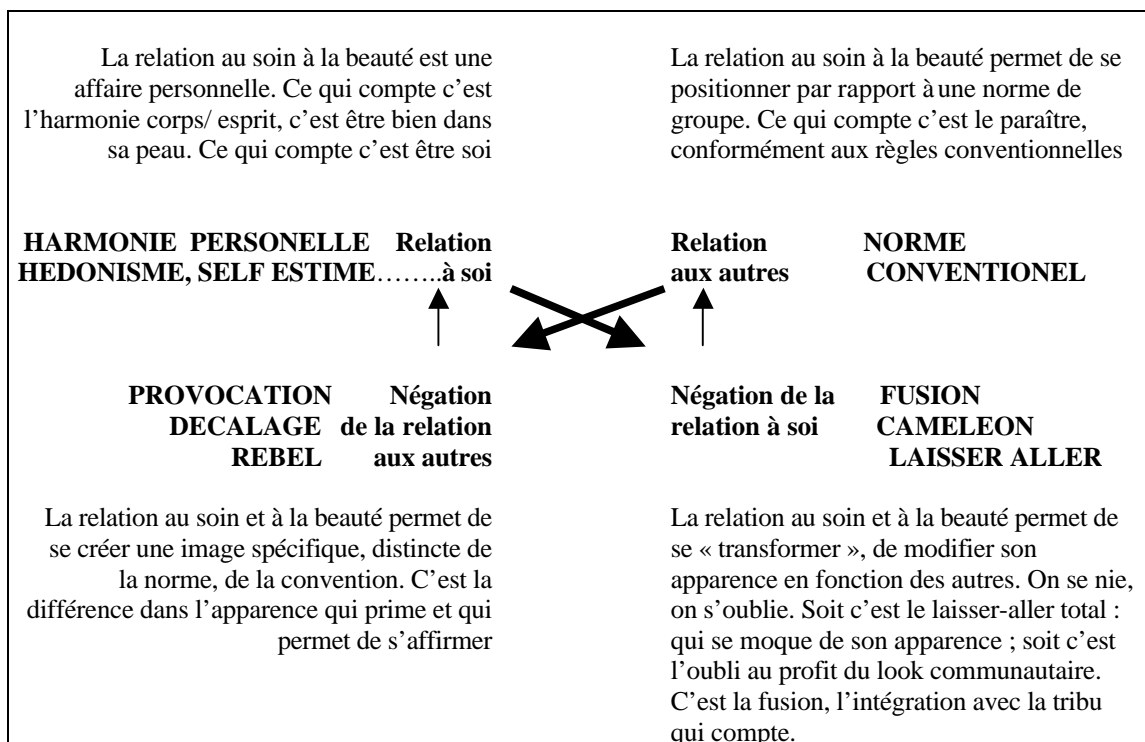 La relation au soin à la beauté est une
affaire personnelle. Ce qui compte c'est
l'harmonie corps/ esprit, c'est être bien dans
sa peau. Ce qui compte c'est être soi
La relation au soin à la beauté permet de se
positionner par rapport à une norme de
groupe. Ce qui compte c'est le paraître,
conformément aux règles conventionnelles
HARMONIE PERSONELLE Relation
HEDONISME, SELF ESTIME……..à soi
Relation NORME
aux autres CONVENTIONEL
PROVOCATION Négation
DECALAGE de la relation
REBEL aux autres
Négation de la FUSION
relation à soi CAMELEON
LAISSER ALLER
La relation au soin et à la beauté permet de
se créer une image spécifique, distincte de
la norme, de la convention. C'est la
différence dans l'apparence qui prime et qui
permet de s'affirmer
La relation au soin et à la beauté permet de
se « transformer », de modifier son
apparence en fonction des autres. On se nie,
on s'oublie. Soit c'est le laisser-aller total :
qui se moque de son apparence ; soit c'est
l'oubli au profit du look communautaire.
C'est la fusion, l'intégration avec la tribu
qui compte.